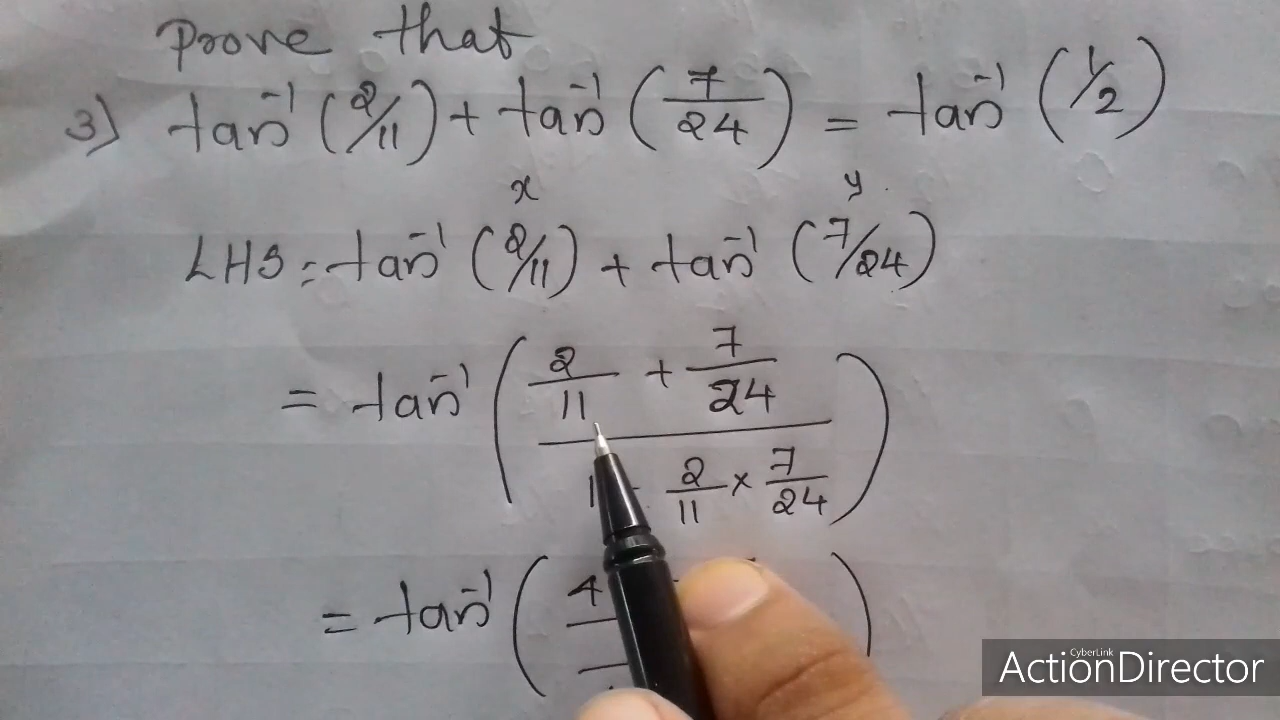 Prove that
3) tan⁻¹ (2/11) + tan⁻¹ (7/24) = tan⁻¹ (1/2)
x y
LHS = tan⁻¹ (2/11) + tan⁻¹ (7/24)
= tan⁻¹ ( 2/11 + 7/24
1 - 2/11 × 7/24 )
= tan⁻¹ ( 4 )
CyberLink
ActionDirector